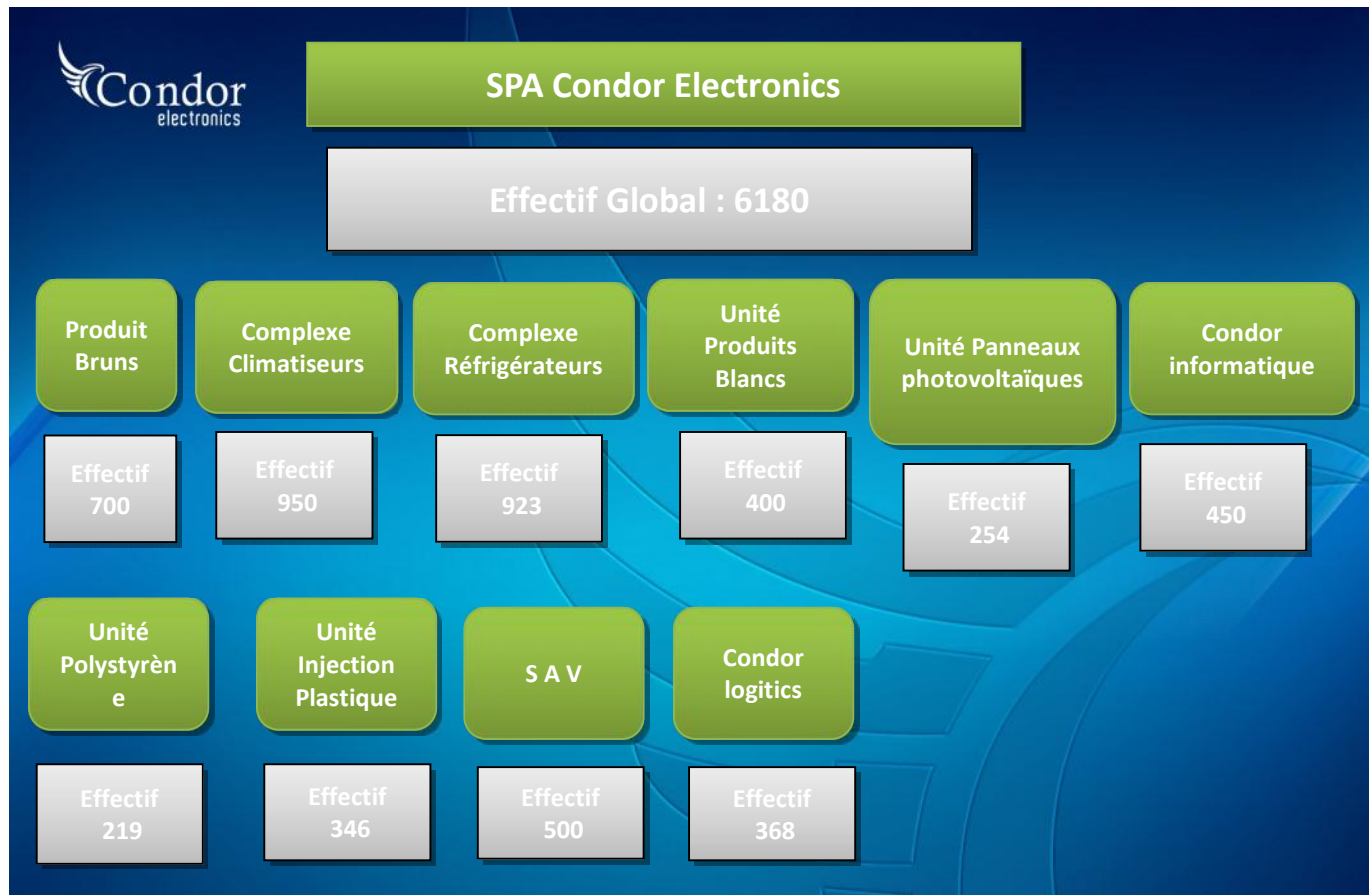 Condor
electronics
SPA Condor Electronics
Effectif Global : 6180
Produit
Bruns
Effectif
700
Complexe
Climatiseurs
Effectif
950
Complexe
Réfrigérateurs
Effectif
923
Unité
Produits
Blancs
Effectif
400
Unité Panneaux
photovoltaïques
Effectif
254
Condor
informatique
Effectif
450
Unité
Polystyrèn
e
Effectif
219
Unité
Injection
Plastique
Effectif
346
S A V
Effectif
500
Condor
logitics
Effectif
368